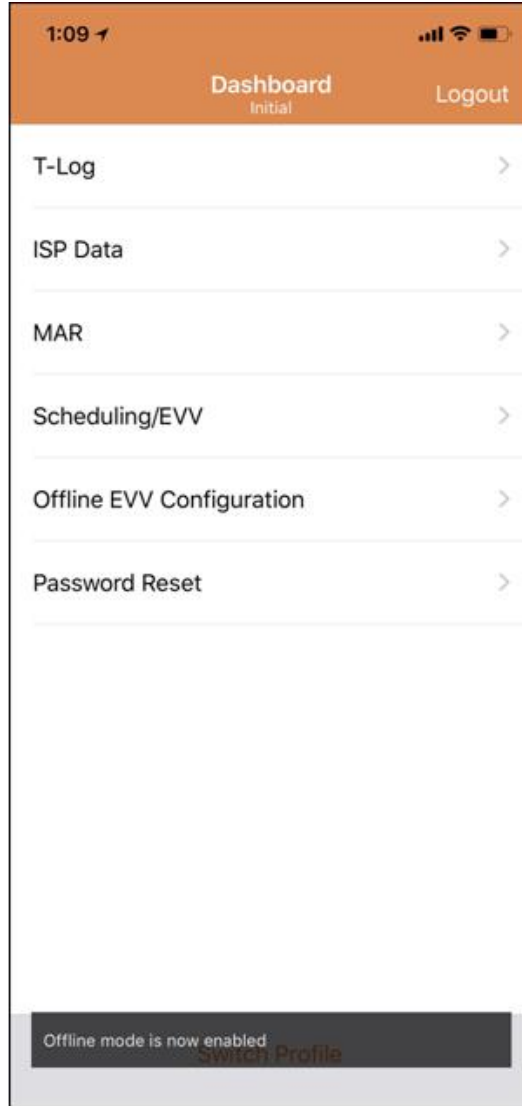 1:09
Dashboard
Initial
Logout
T-Log
ISP Data
MAR
Scheduling/EVV
Offline EVV Configuration
Password Reset
Offline mode is now enabled
Switch Profile